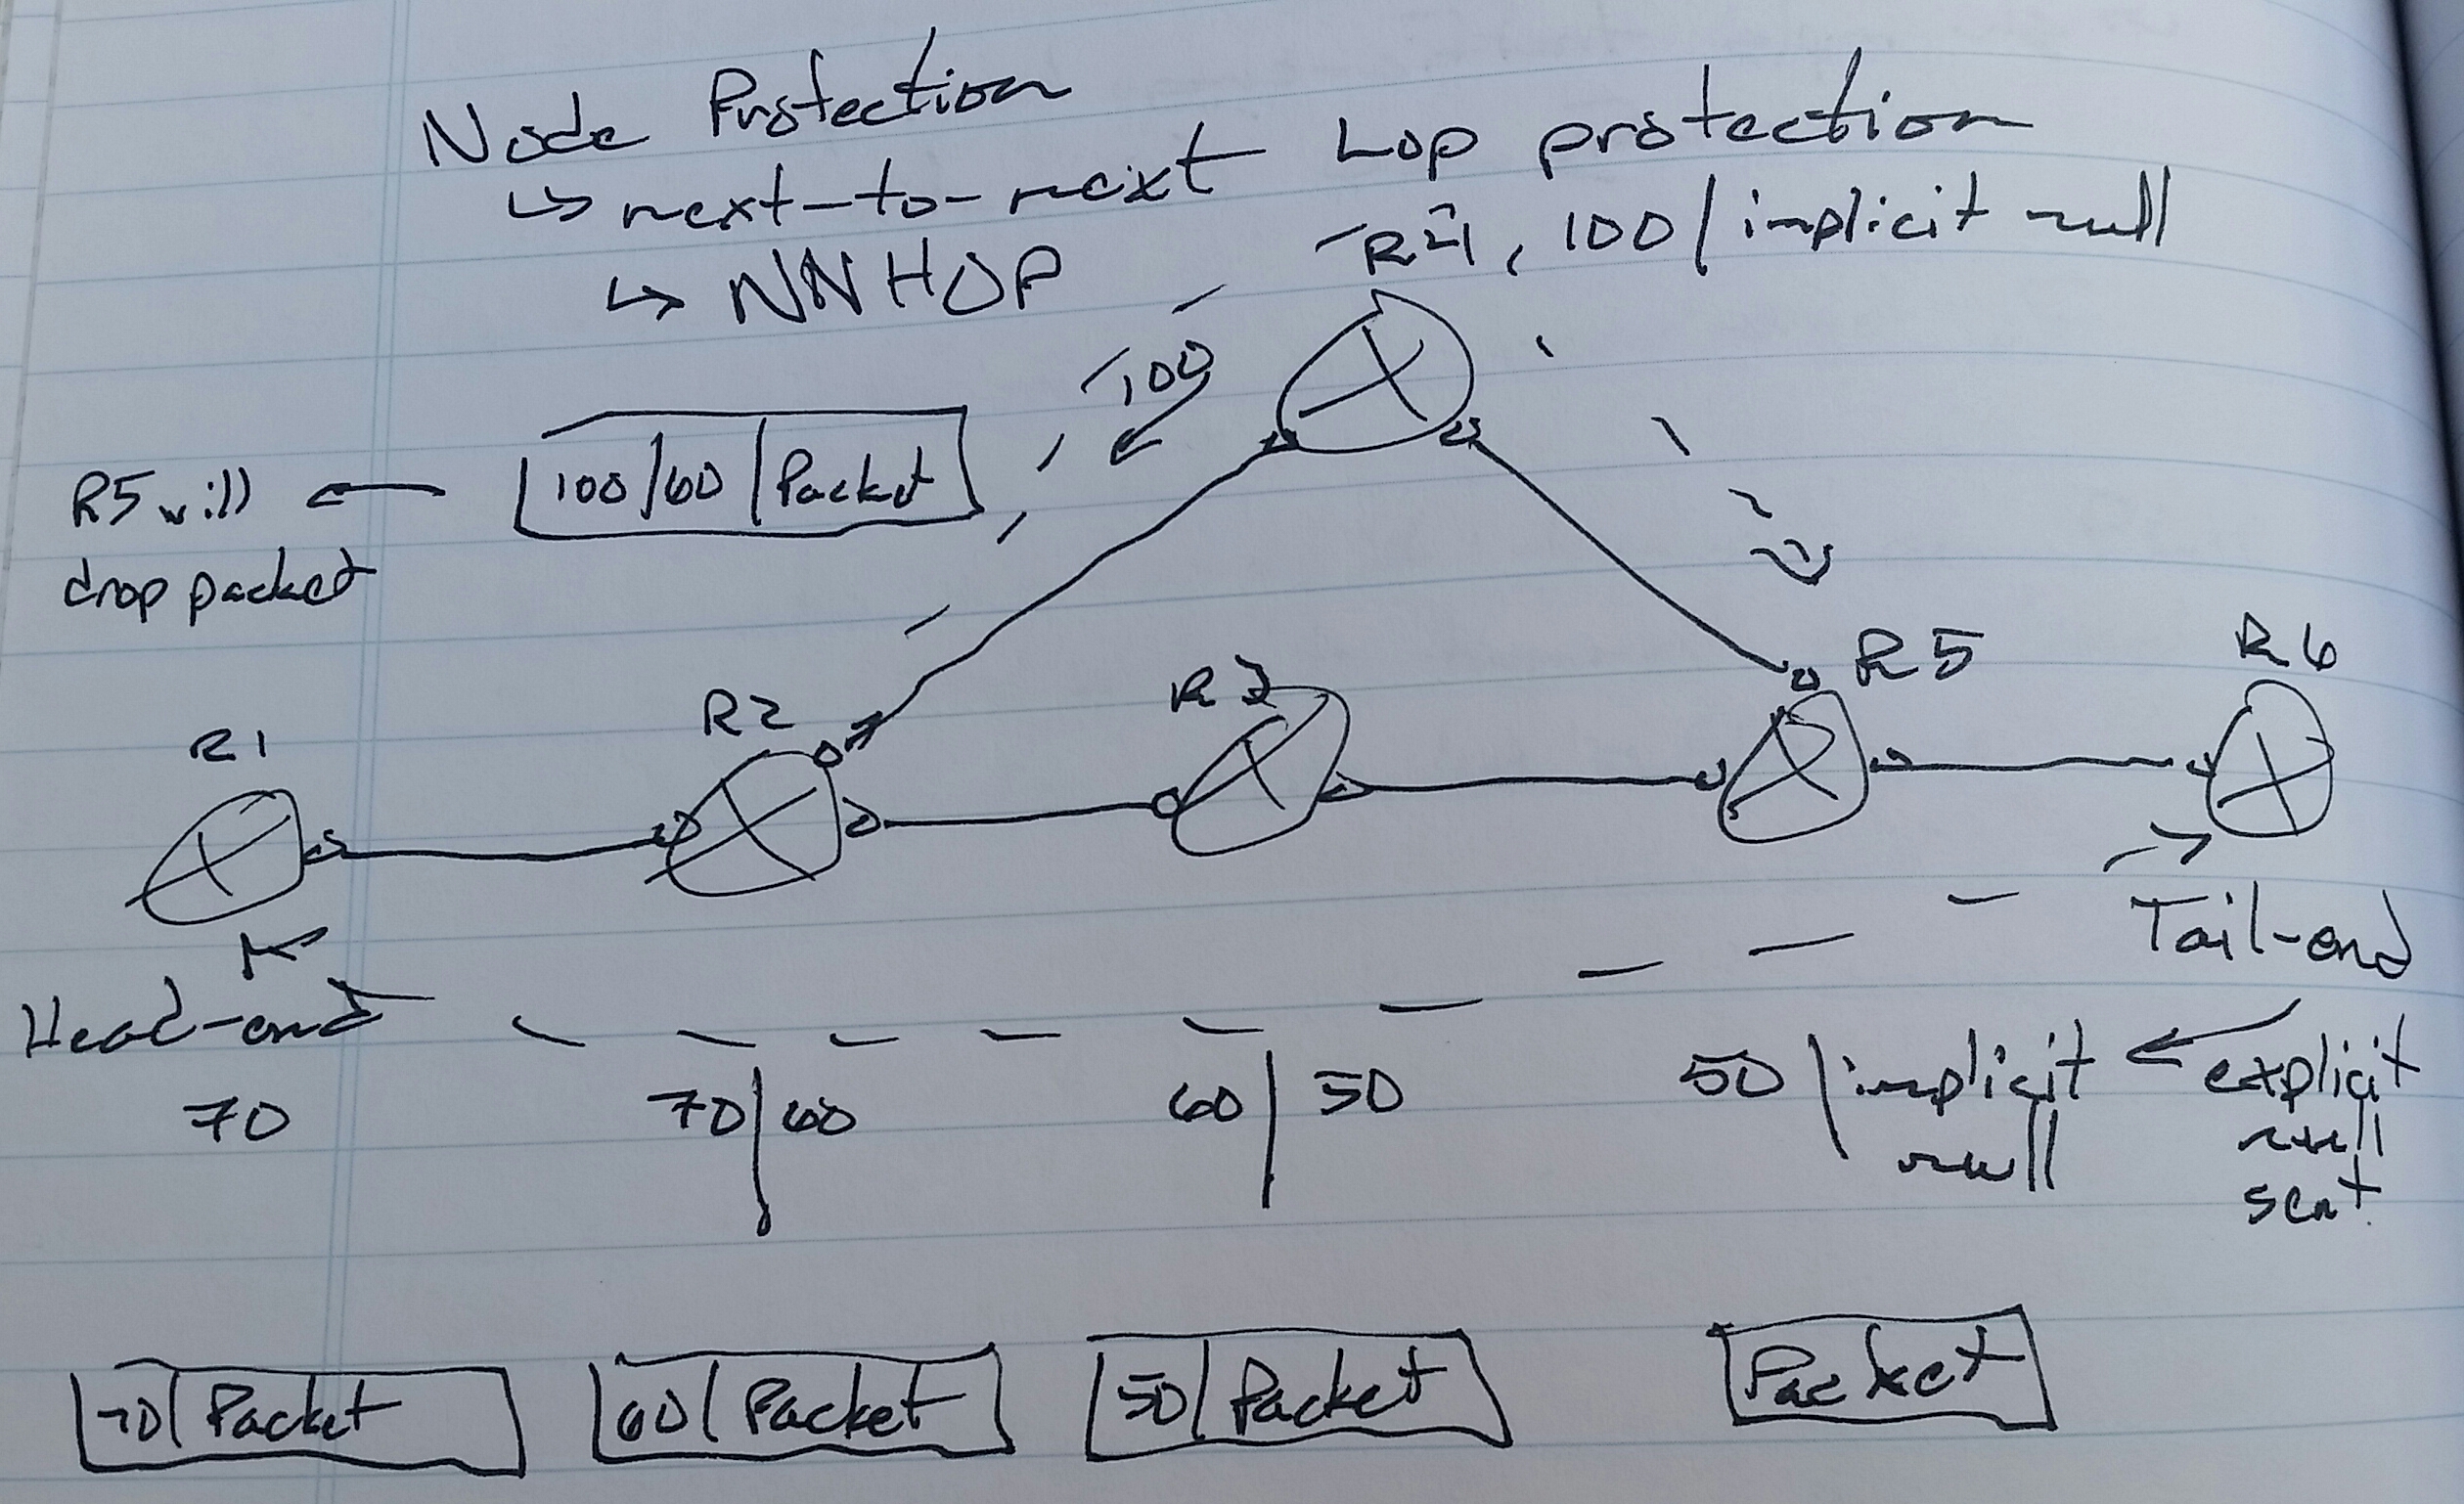 Node Protection
↳ next-to-next hop protection
↳ NNHOP
R4, 100 / implicit null
100
100 / 60 | Packet
R5 will
drop packet
R1
R2
R3
R5
R6
Head-end
Tail-end
70
70 | 60
60 | 50
50 | implicit
null
explicit
null
sent
70 | Packet
60 | Packet
50 | Packet
Packet